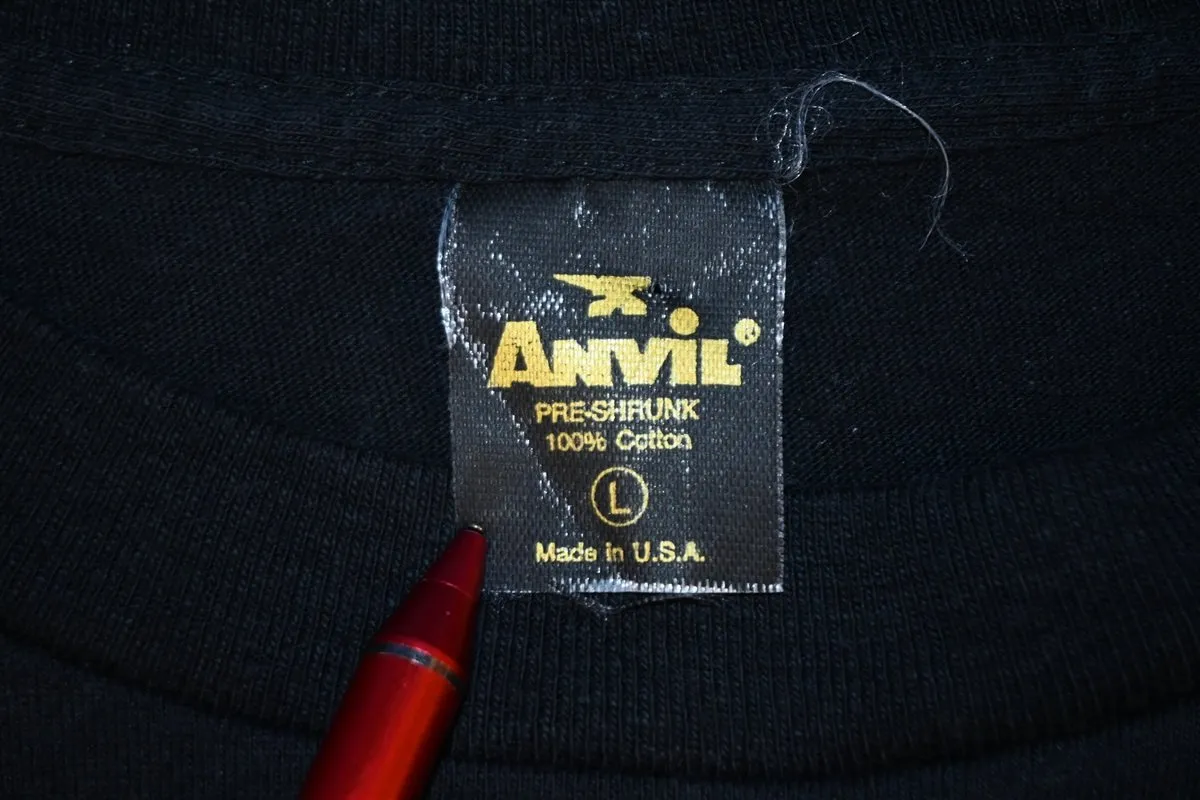 ANViL®
PRE-SHRUNK
100% Cotton
L
Made in U.S.A.